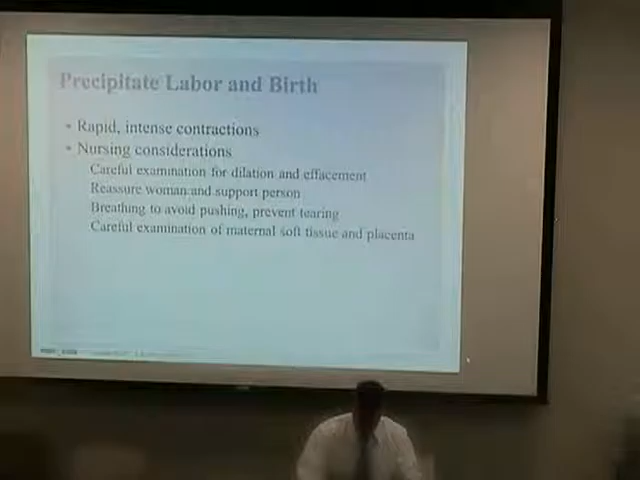 Precipitate Labor and Birth
• Rapid, intense contractions
• Nursing considerations
Careful examination for dilation and effacement
Reassure woman and support person
Breathing to avoid pushing, prevent tearing
Careful examination of maternal soft tissue and placenta